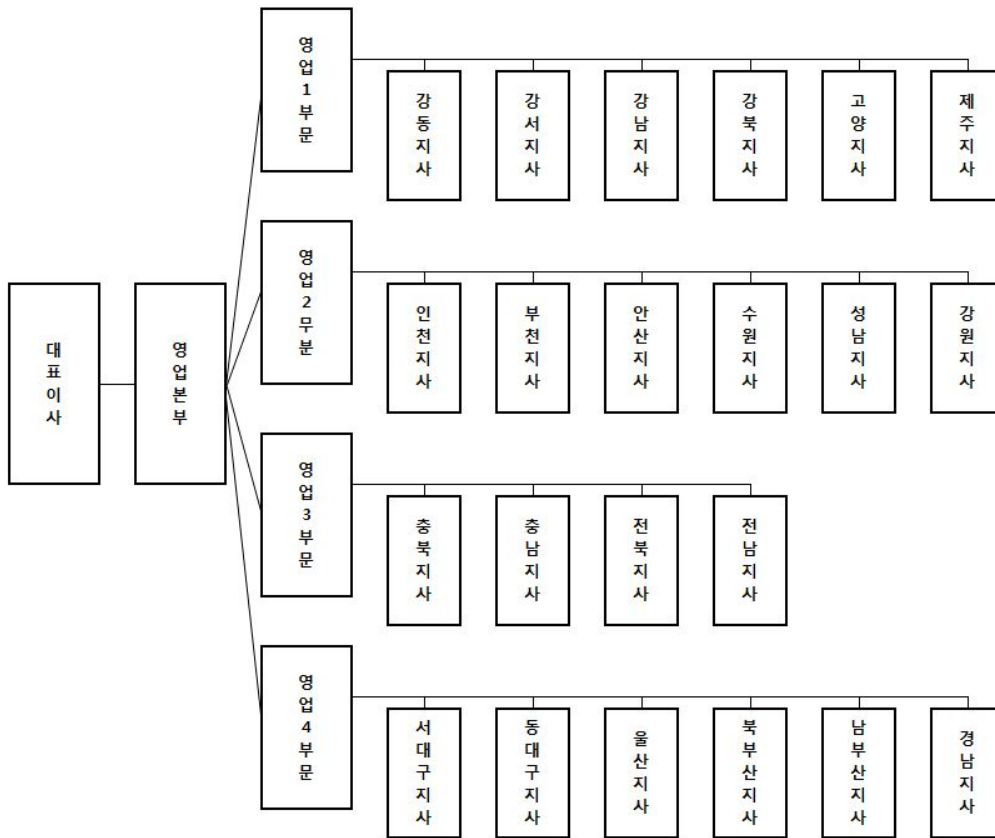 대표이사
영업본부
영업1부문
강동지사
강서지사
강남지사
강북지사
고양지사
제주지사
영업2무분
인천지사
부천지사
안산지사
수원지사
성남지사
강원지사
영업3부문
충북지사
충남지사
전북지사
전남지사
영업4부문
서대구지사
동대구지사
울산지사
북부산지사
남부산지사
경남지사